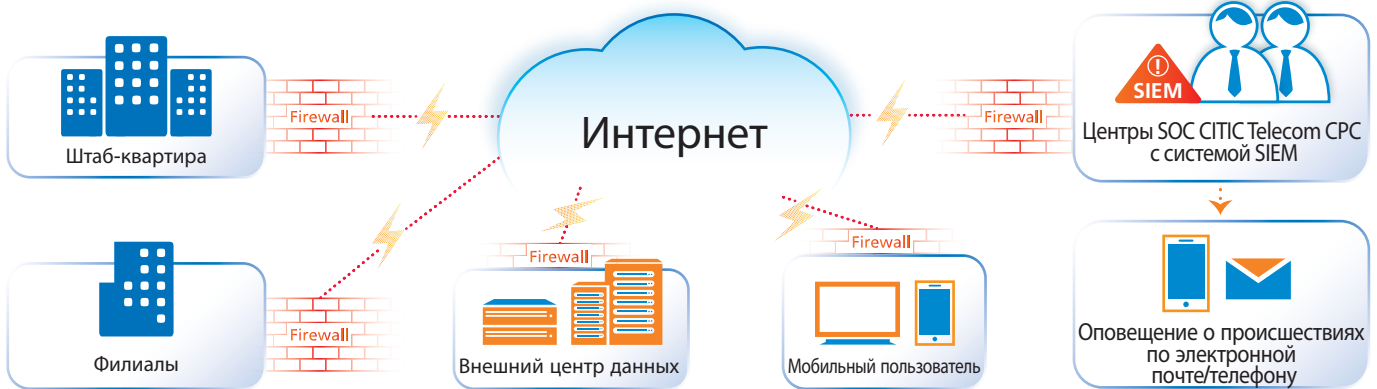 Штаб-квартира
Firewall
Интернет
Firewall
SIEM
Центры SOC CITIC Telecom CPC
с системой SIEM
Филиалы
Firewall
Firewall
Внешний центр данных
Firewall
Мобильный пользователь
Оповещение о происшествиях
по электронной
почте/телефону